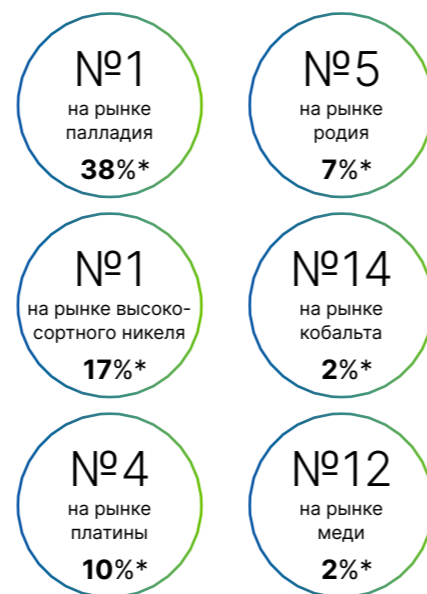 №1
на рынке
палладия
38%*
№5
на рынке
родия
7%*
№1
на рынке высоко-
сортного никеля
17%*
№14
на рынке
кобальта
2%*
№4
на рынке
платины
10%*
№12
на рынке
меди
2%*